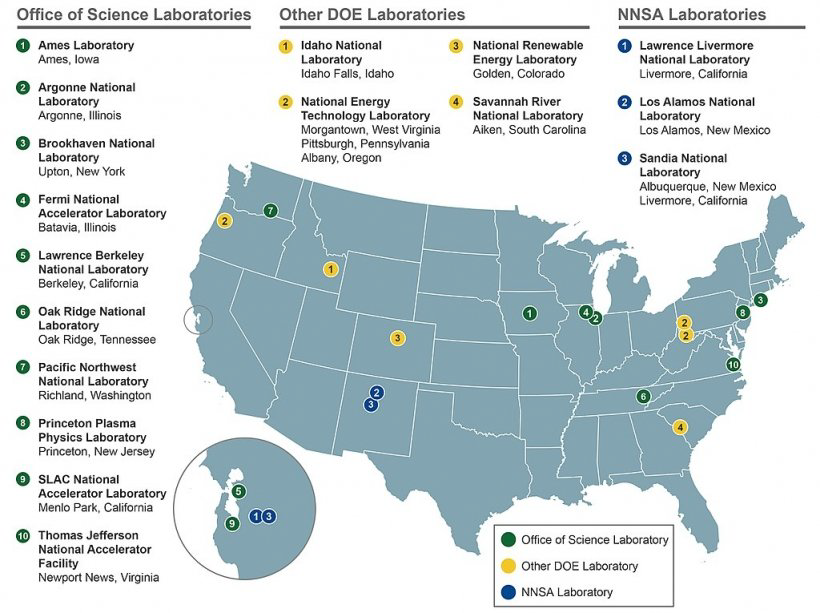 Office of Science Laboratories
1 Ames Laboratory
Ames, Iowa
2 Argonne National
Laboratory
Argonne, Illinois
3 Brookhaven National
Laboratory
Upton, New York
4 Fermi National
Accelerator Laboratory
Batavia, Illinois
5 Lawrence Berkeley
National Laboratory
Berkeley, California
6 Oak Ridge National
Laboratory
Oak Ridge, Tennessee
7 Pacific Northwest
National Laboratory
Richland, Washington
8 Princeton Plasma
Physics Laboratory
Princeton, New Jersey
9 SLAC National
Accelerator Laboratory
Menlo Park, California
10 Thomas Jefferson
National Accelerator
Facility
Newport News, Virginia
Other DOE Laboratories
1 Idaho National
Laboratory
Idaho Falls, Idaho
2 National Energy
Technology Laboratory
Morgantown, West Virginia
Pittsburgh, Pennsylvania
Albany, Oregon
3 National Renewable
Energy Laboratory
Golden, Colorado
4 Savannah River
National Laboratory
Aiken, South Carolina
NNSA Laboratories
1 Lawrence Livermore
National Laboratory
Livermore, California
2 Los Alamos National
Laboratory
Los Alamos, New Mexico
3 Sandia National
Laboratory
Albuquerque, New Mexico
Livermore, California
7
2
1
3
1
4
2
8
3
2
2
10
3
2
3
6
4
5
1 3
9
Office of Science Laboratory
Other DOE Laboratory
NNSA Laboratory